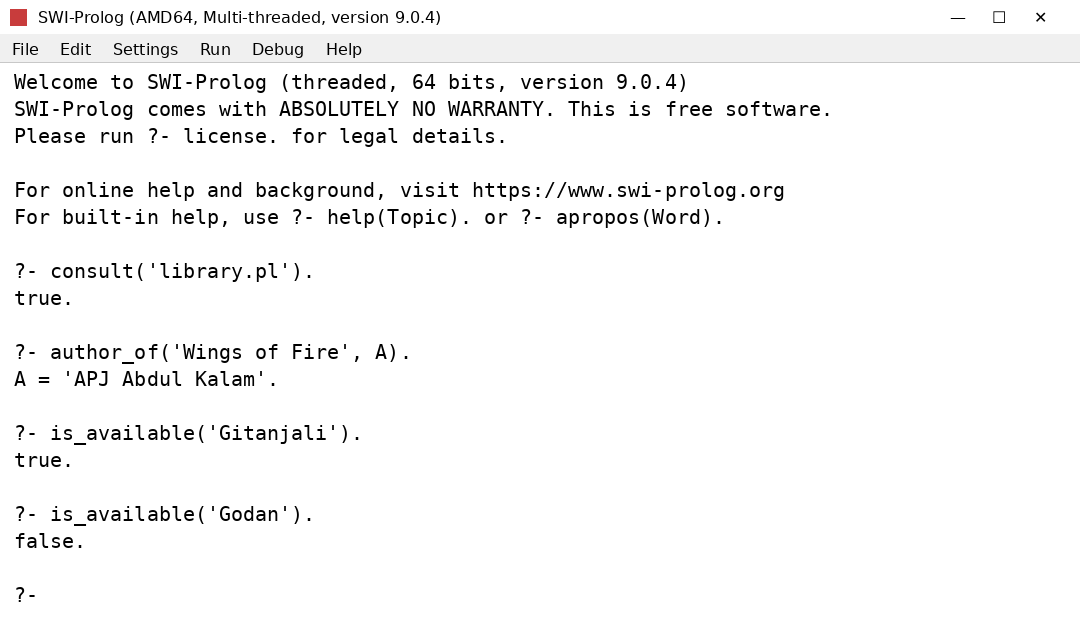 SWI-Prolog (AMD64, Multi-threaded, version 9.0.4)
File Edit Settings Run Debug Help
Welcome to SWI-Prolog (threaded, 64 bits, version 9.0.4)
SWI-Prolog comes with ABSOLUTELY NO WARRANTY. This is free software.
Please run ?- license. for legal details.
For online help and background, visit https://www.swi-prolog.org
For built-in help, use ?- help(Topic). or ?- apropos(Word).
?- consult('library.pl').
true.
?- author_of('Wings of Fire', A).
A = 'APJ Abdul Kalam'.
?- is_available('Gitanjali').
true.
?- is_available('Godan').
false.
?-